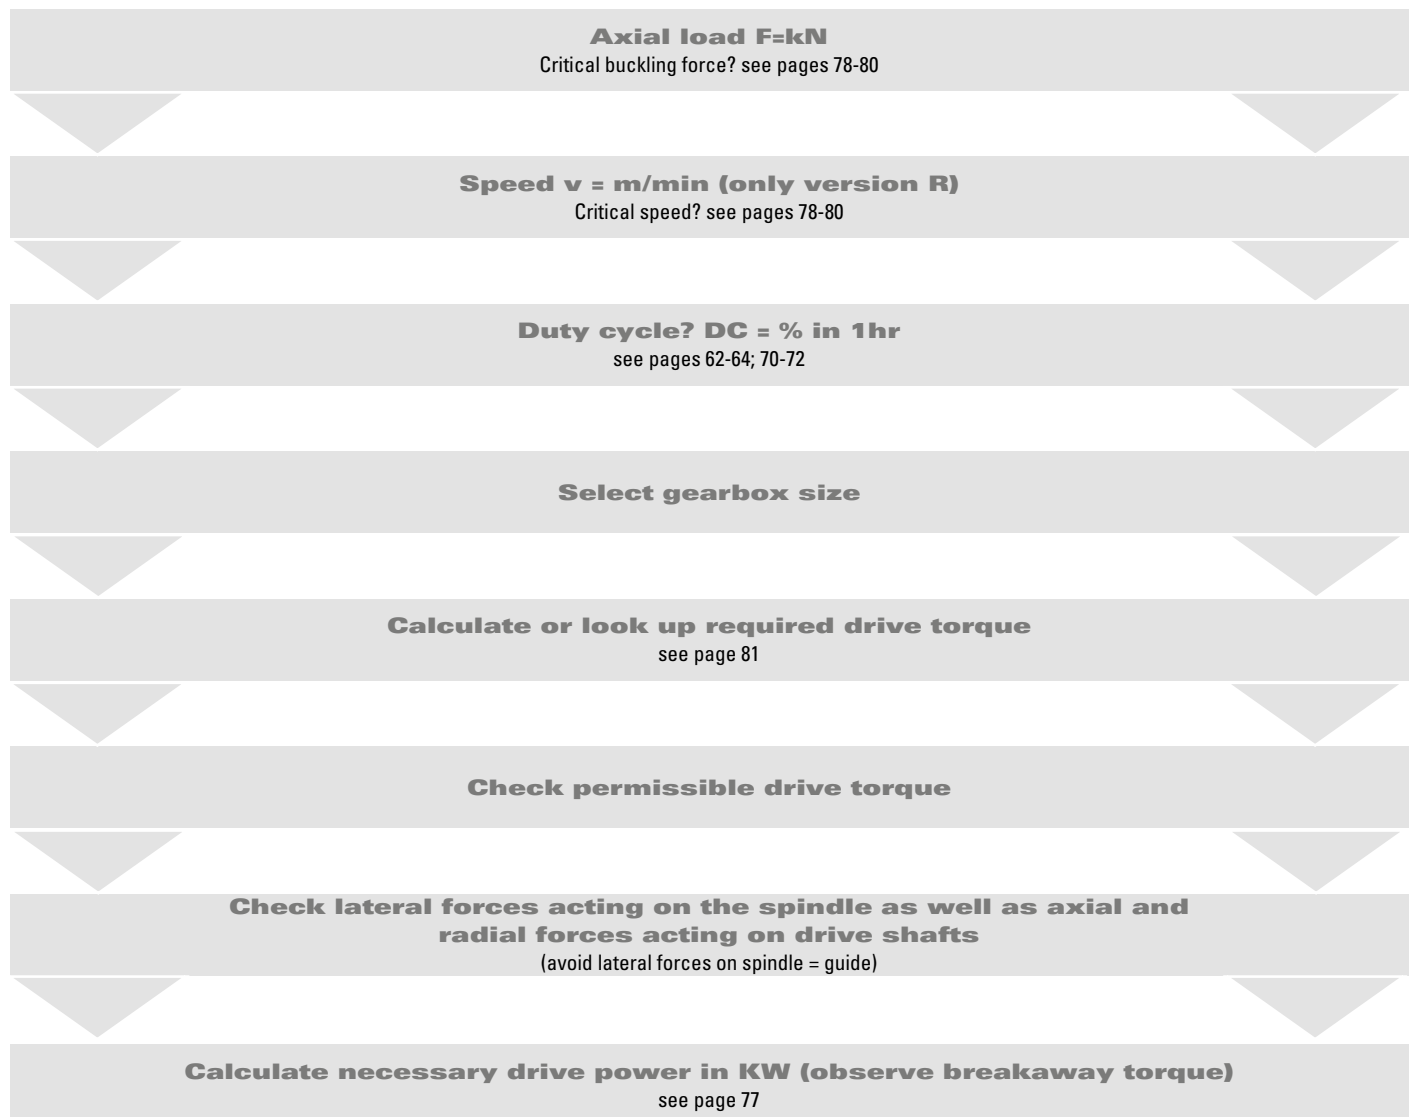 Axial load F=kN
Critical buckling force? see pages 78-80
Speed v = m/min (only version R)
Critical speed? see pages 78-80
Duty cycle? DC = % in 1hr
see pages 62-64; 70-72
Select gearbox size
Calculate or look up required drive torque
see page 81
Check permissible drive torque
Check lateral forces acting on the spindle as well as axial and
radial forces acting on drive shafts
(avoid lateral forces on spindle = guide)
Calculate necessary drive power in KW (observe breakaway torque)
see page 77